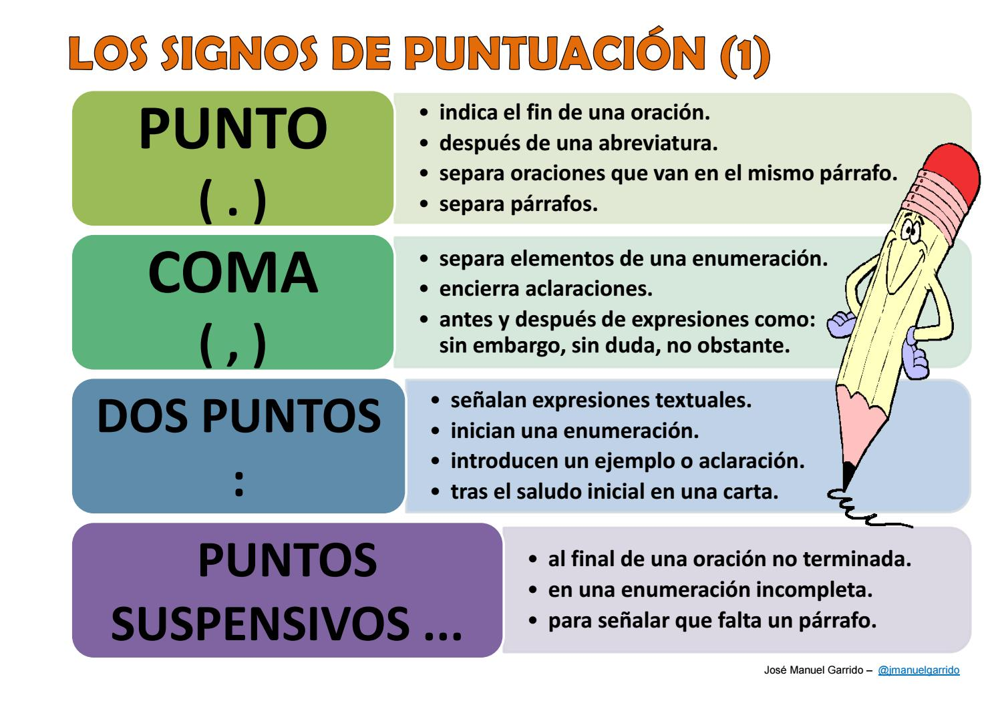 LOS SIGNOS DE PUNTUACIÓN (1)
PUNTO
( . )
• indica el fin de una oración.
• después de una abreviatura.
• separa oraciones que van en el mismo párrafo.
• separa párrafos.
COMA
( , )
• separa elementos de una enumeración.
• encierra aclaraciones.
• antes y después de expresiones como:
sin embargo, sin duda, no obstante.
DOS PUNTOS
:
• señalan expresiones textuales.
• inician una enumeración.
• introducen un ejemplo o aclaración.
• tras el saludo inicial en una carta.
PUNTOS
SUSPENSIVOS ...
• al final de una oración no terminada.
• en una enumeración incompleta.
• para señalar que falta un párrafo.
José Manuel Garrido – @jmanuelgarrido